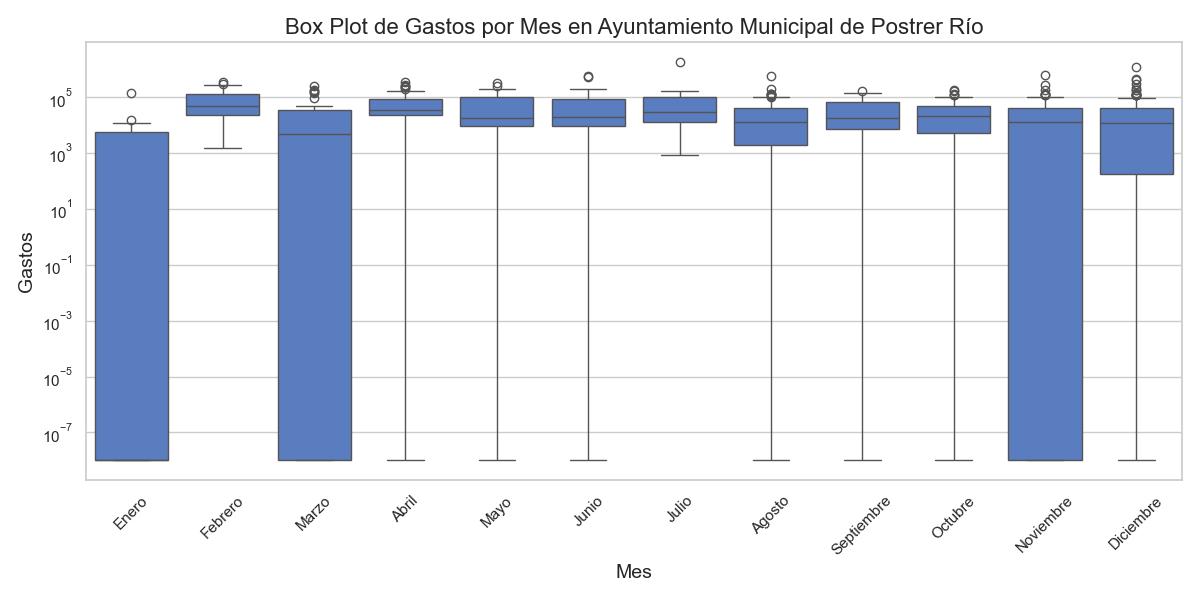 Box Plot de Gastos por Mes en Ayuntamiento Municipal de Postrer Río
Gastos
10^5
10^3
10^1
10^−1
10^−3
10^−5
10^−7
Enero
Febrero
Marzo
Abril
Mayo
Junio
Julio
Agosto
Septiembre
Octubre
Noviembre
Diciembre
Mes